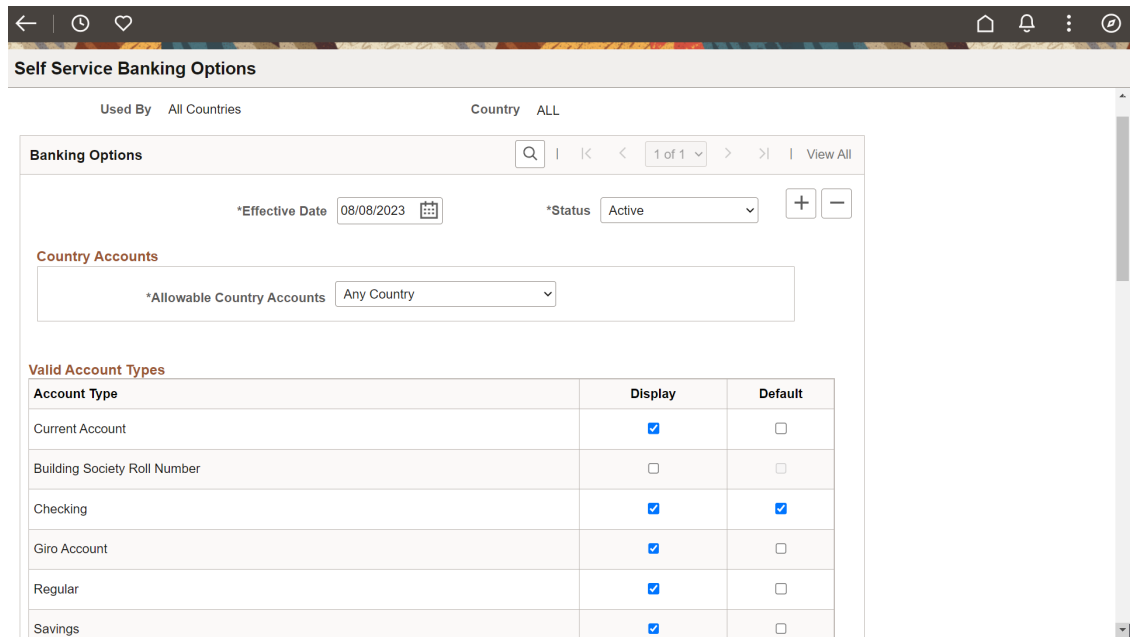 Self Service Banking Options
Used By All Countries Country ALL
Banking Options 1 of 1 View All
*Effective Date 08/08/2023 *Status Active
Country Accounts
*Allowable Country Accounts Any Country
Valid Account Types
Account Type Display Default
Current Account
Building Society Roll Number
Checking
Giro Account
Regular
Savings